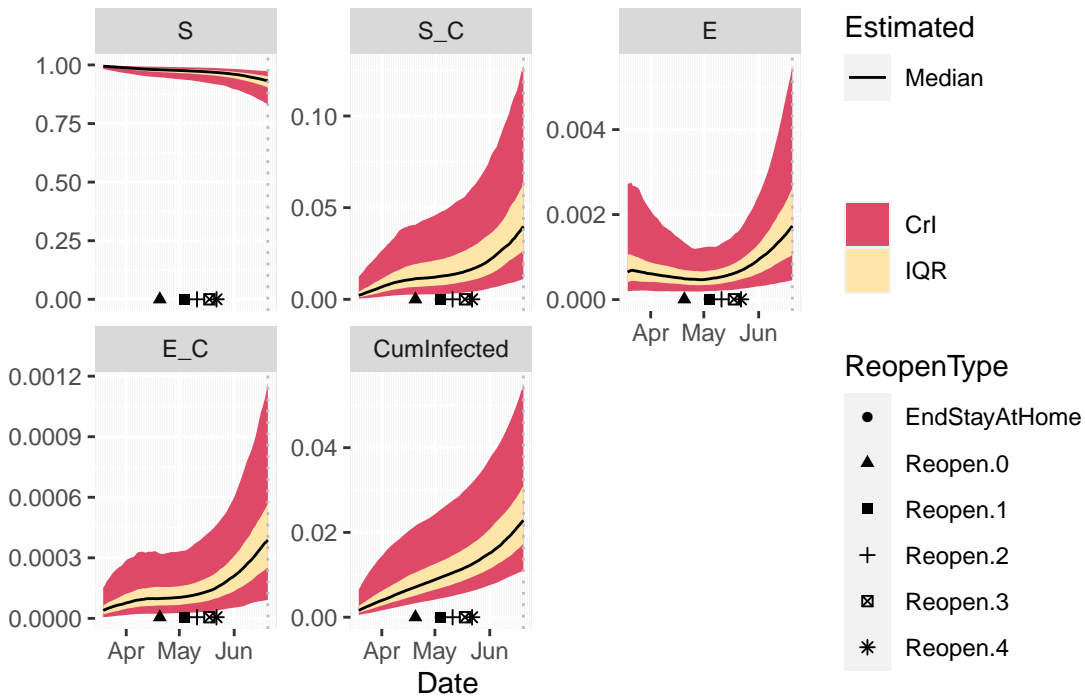 S
S_C
E
1.00
0.75
0.50
0.25
0.00
0.10
0.05
0.00
0.004
0.002
0.000
Apr May Jun
E_C
CumInfected
0.0012
0.0009
0.0006
0.0003
0.0000
0.04
0.02
0.00
Apr May Jun
Apr May Jun
Date
Estimated
Median
CrI
IQR
ReopenType
EndStayAtHome
Reopen.0
Reopen.1
Reopen.2
Reopen.3
Reopen.4